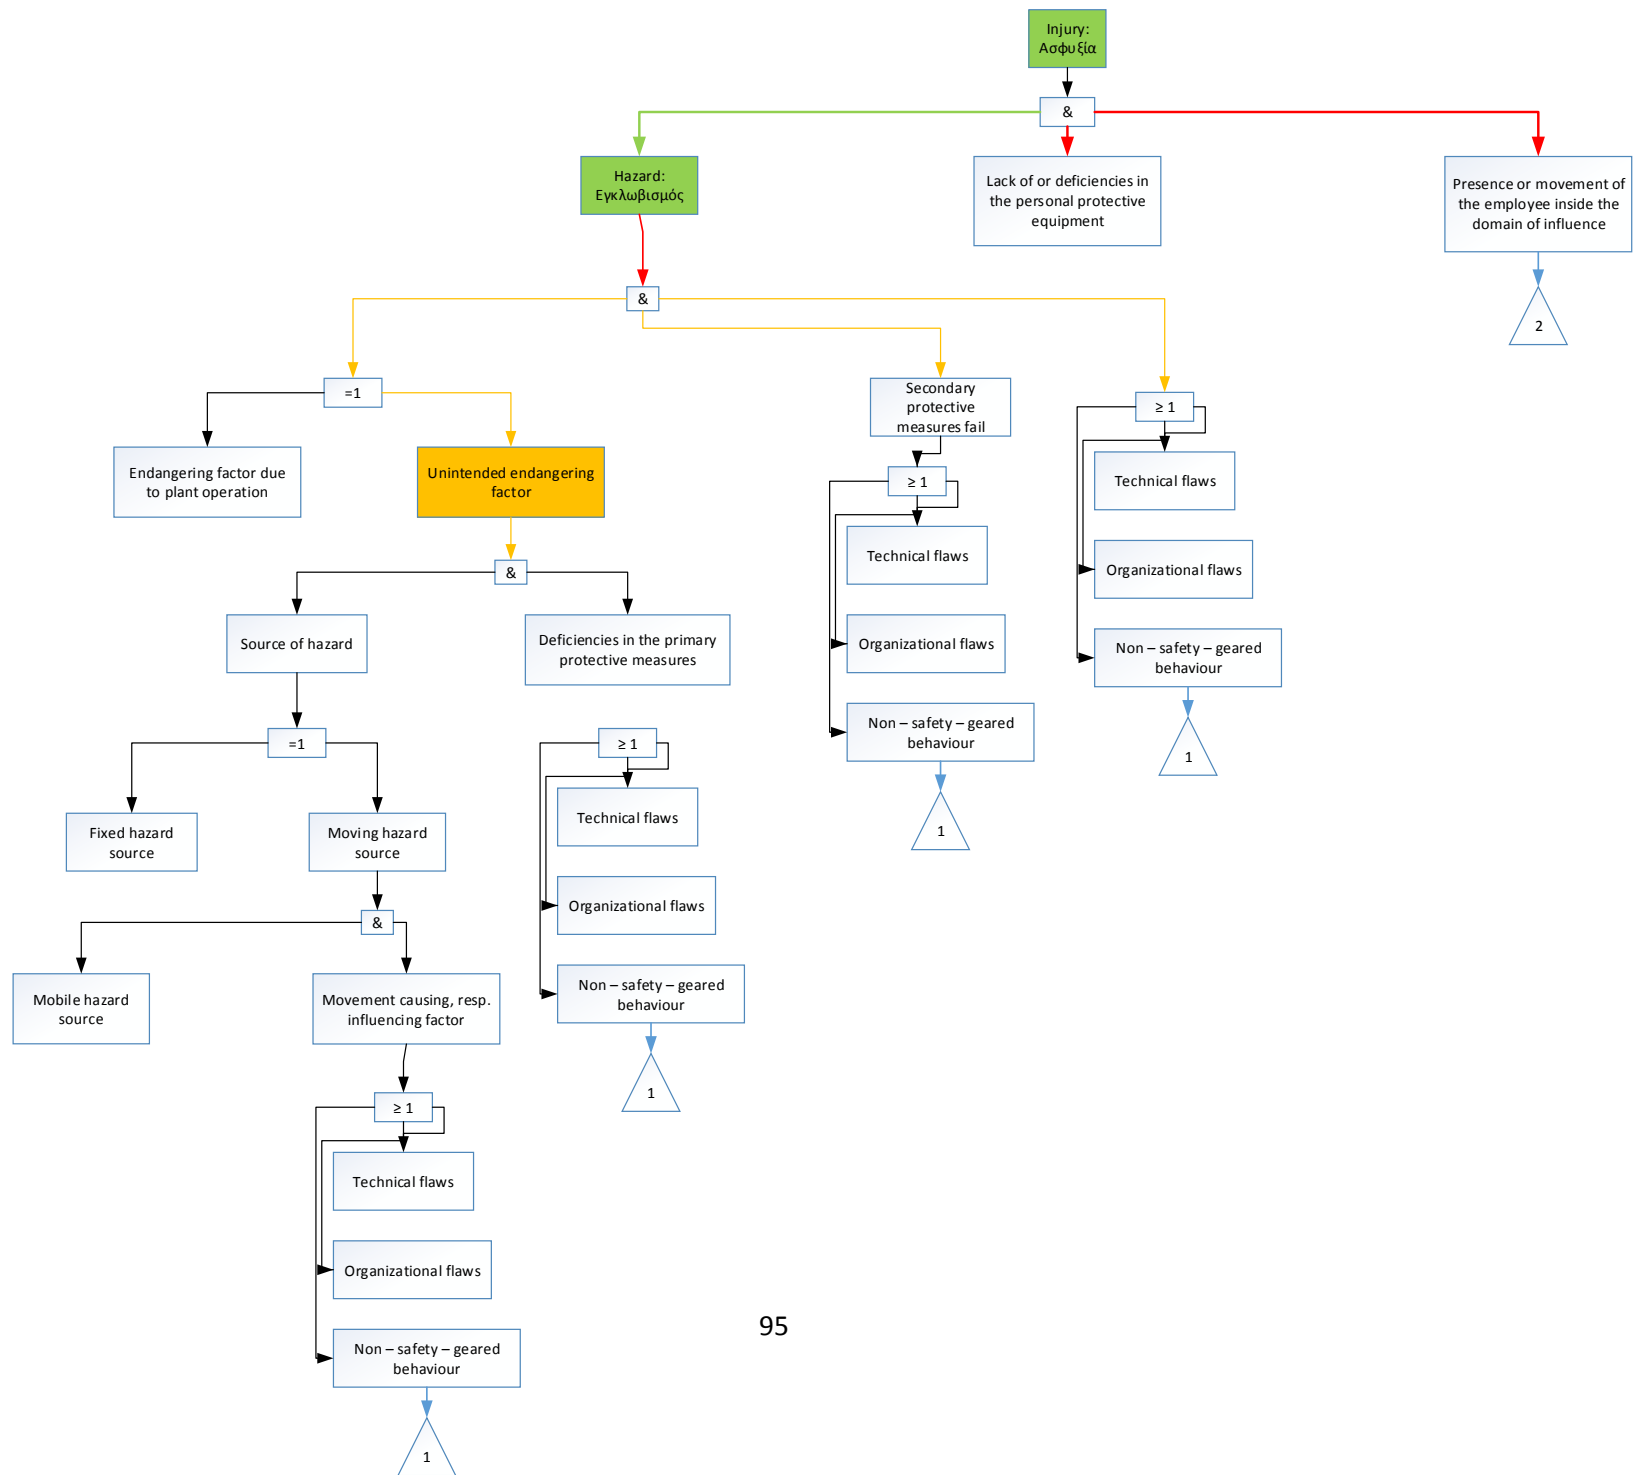 Injury:
Ασφυξία
&
Hazard:
Εγκλωβισμός
Lack of or deficiencies in
the personal protective
equipment
Presence or movement of
the employee inside the
domain of influence
&
2
=1
Secondary
protective
measures fail
≥ 1
Endangering factor due
to plant operation
Unintended endangering
factor
≥ 1
Technical flaws
Technical flaws
Organizational flaws
&
Source of hazard
Deficiencies in the primary
protective measures
Organizational flaws
Non – safety – geared
behaviour
Non – safety – geared
behaviour
1
=1
≥ 1
1
Fixed hazard
source
Moving hazard
source
Technical flaws
&
Organizational flaws
Mobile hazard
source
Movement causing, resp.
influencing factor
Non – safety – geared
behaviour
1
≥ 1
Technical flaws
Organizational flaws
95
Non – safety – geared
behaviour
1